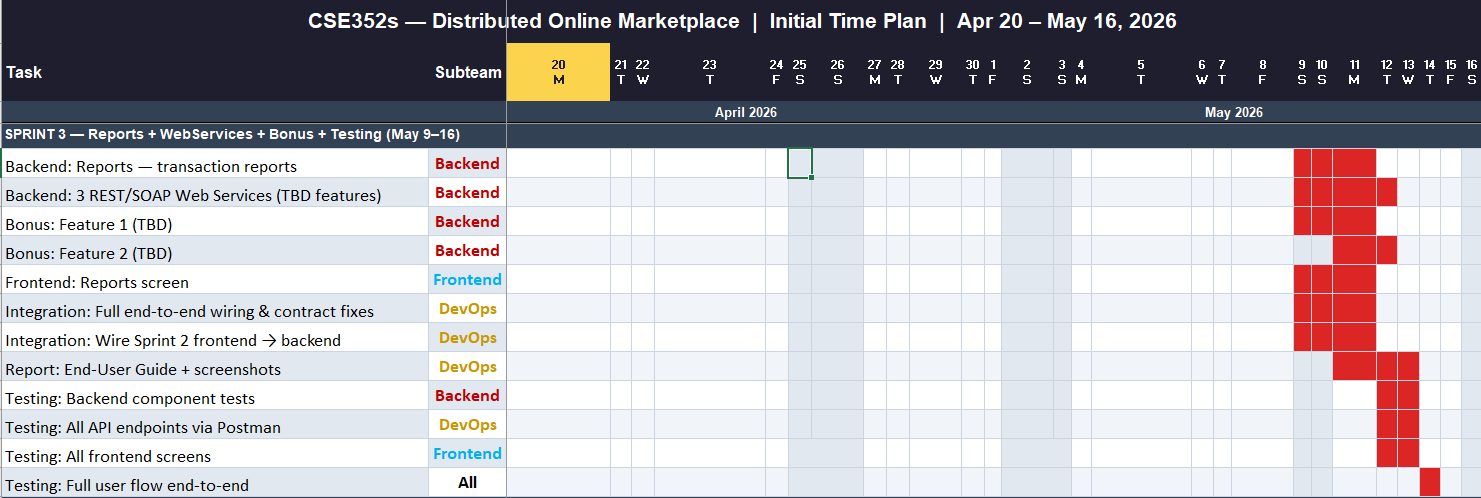 CSE352s — Distributed Online Marketplace | Initial Time Plan | Apr 20 – May 16, 2026
Task Subteam 20 21 22 23 24 25 26 27 28 29 30 1 2 3 4 5 6 7 8 9 10 11 12 13 14 15 16
M T W T F S S M T W T F S S M T W T F S S M T W T F S
April 2026 May 2026
SPRINT 3 — Reports + WebServices + Bonus + Testing (May 9–16)
Backend: Reports — transaction reports Backend
Backend: 3 REST/SOAP Web Services (TBD features) Backend
Bonus: Feature 1 (TBD) Backend
Bonus: Feature 2 (TBD) Backend
Frontend: Reports screen Frontend
Integration: Full end-to-end wiring & contract fixes DevOps
Integration: Wire Sprint 2 frontend → backend DevOps
Report: End-User Guide + screenshots DevOps
Testing: Backend component tests Backend
Testing: All API endpoints via Postman DevOps
Testing: All frontend screens Frontend
Testing: Full user flow end-to-end All